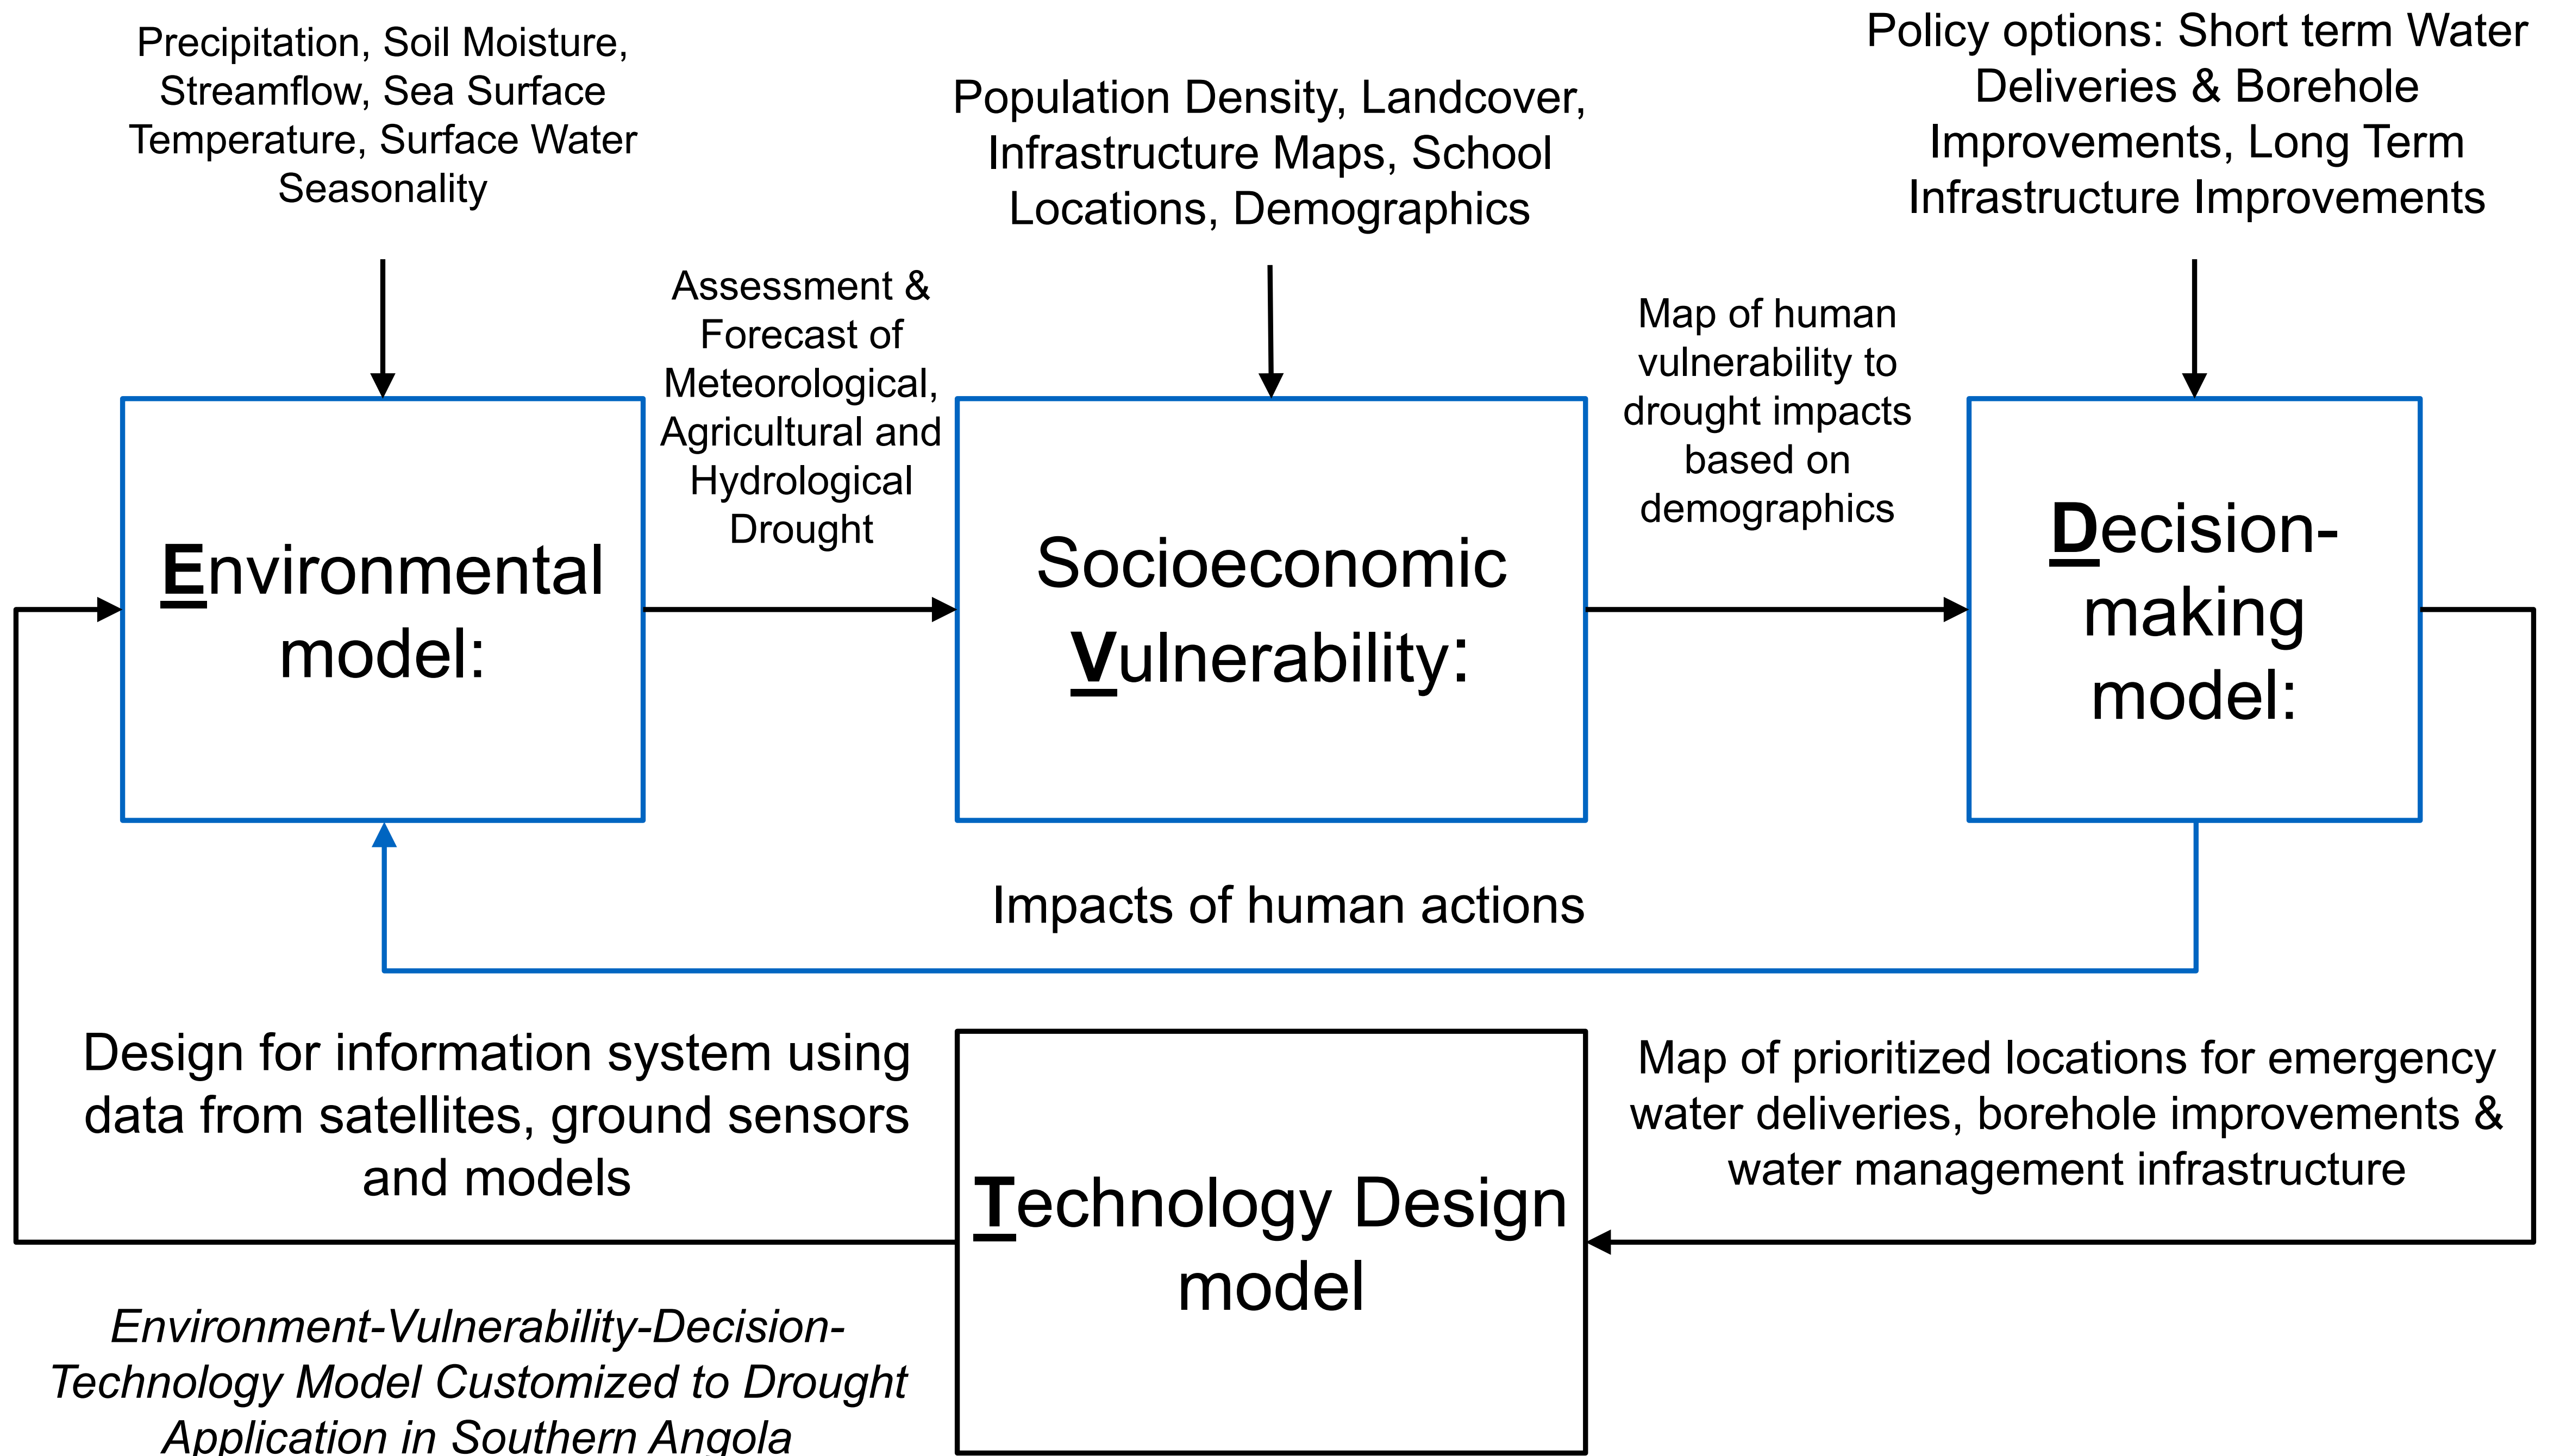 Precipitation, Soil Moisture,
Streamflow, Sea Surface
Temperature, Surface Water
Seasonality
Population Density, Landcover,
Infrastructure Maps, School
Locations, Demographics
Policy options: Short term Water
Deliveries & Borehole
Improvements, Long Term
Infrastructure Improvements
Assessment &
Forecast of
Meteorological,
Agricultural and
Hydrological
Drought
Map of human
vulnerability to
drought impacts
based on
demographics
Environmental
model:
Socioeconomic
Vulnerability:
Decision-
making
model:
Impacts of human actions
Design for information system using
data from satellites, ground sensors
and models
Technology Design
model
Map of prioritized locations for emergency
water deliveries, borehole improvements &
water management infrastructure
Environment-Vulnerability-Decision-
Technology Model Customized to Drought
Application in Southern Angola